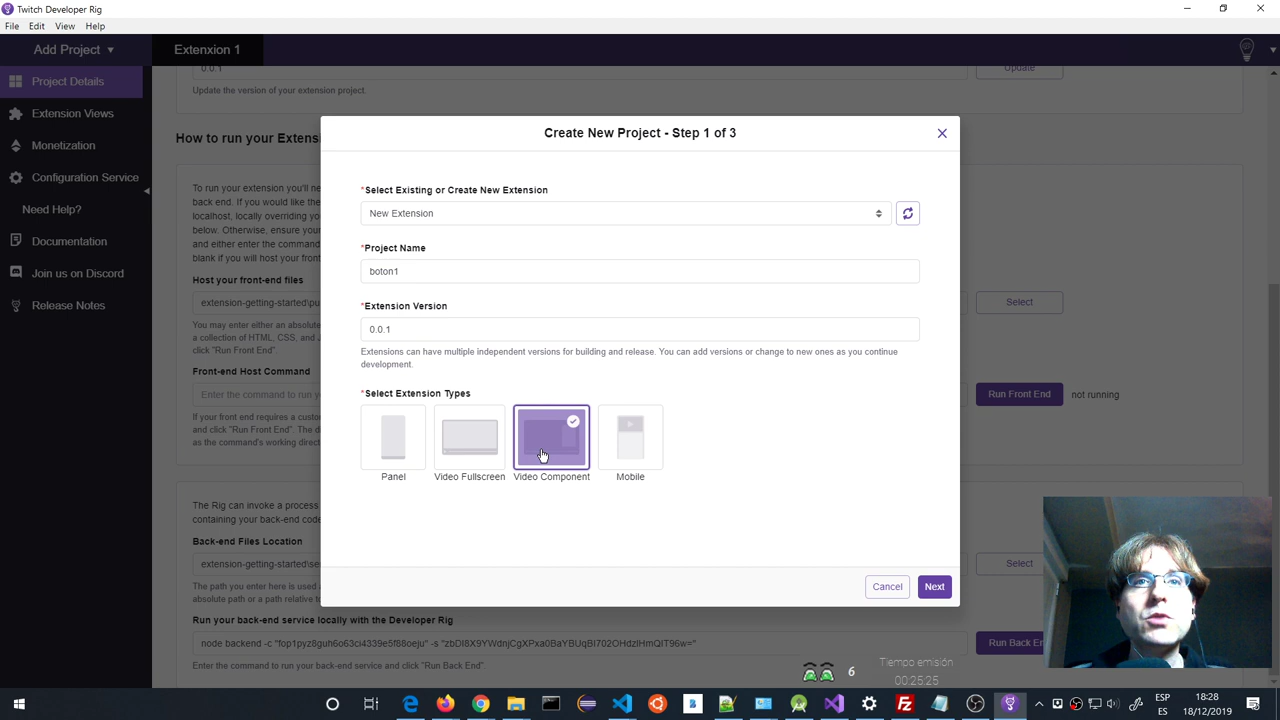 Twitch Developer Rig
File Edit View Help
Add Project
Extenxion 1
Project Details
Extension Views
Monetization
Configuration Service
Need Help?
Documentation
Join us on Discord
Release Notes
0.0.1
Update
Update the version of your extension project.
How to run your Extensi
To run your extension you'll ne
back end. If you would like the
localhost, locally overriding yo
below. Otherwise, ensure your
and either enter the command
blank if you will host your front
Host your front-end files
extension-getting-started\pu
Select
You may enter either an absolute
a collection of HTML, CSS, and J
click "Run Front End".
Front-end Host Command
Enter the command to run yo
Run Front End
not running
If your front end requires a custom
and click "Run Front End". The d
as the command's working direct
The Rig can invoke a process
containing your back-end code
Back-end Files Location
extension-getting-started\se
Select
The path you enter here is used a
absolute path or a path relative to
Run your back-end service locally with the Developer Rig
node backend -c "fop1pyz8guh6o63ci4339e5f88oeju" -s "zbDI8X9YWdnjCgXPxa0BaYBUqBI702OHdzlHmQIT96w="
Run Back En
Enter the command to run your back-end service and click "Run Back End".
Create New Project - Step 1 of 3
*Select Existing or Create New Extension
New Extension
*Project Name
boton1
*Extension Version
0.0.1
Extensions can have multiple independent versions for building and release. You can add versions or change to new ones as you continue
development.
*Select Extension Types
Panel
Video Fullscreen
Video Component
Mobile
Cancel
Next
6
Tiempo emisión
00:25:25
ESP
ES
18:28
18/12/2019